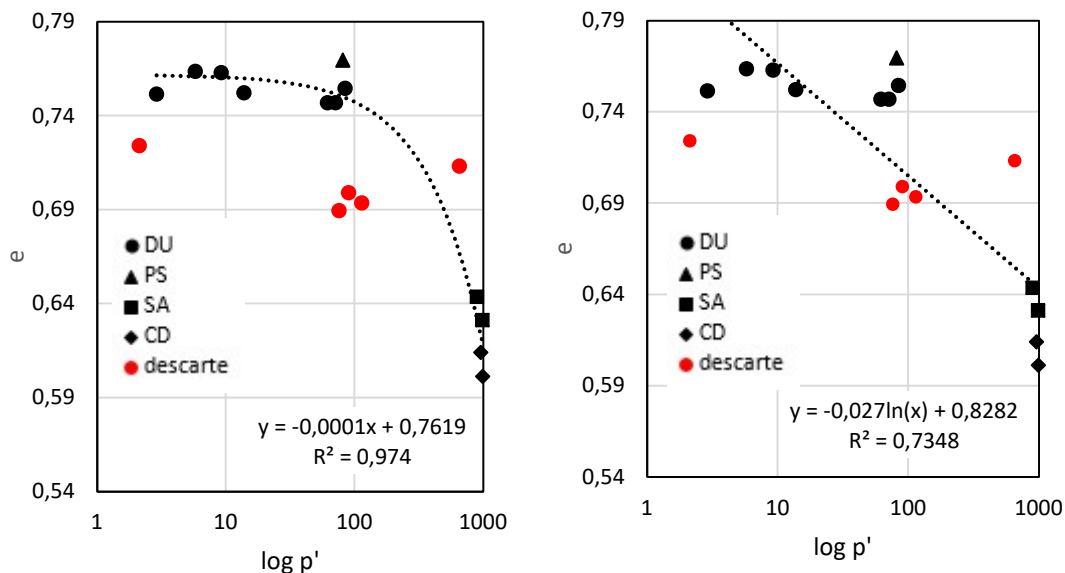 0,79
0,74
0,69
0,64
0,59
0,54
e
DU
PS
SA
CD
descarte
y = -0,0001x + 0,7619
R² = 0,974
1 10 100 1000
log p'
0,79
0,74
0,69
0,64
0,59
0,54
e
DU
PS
SA
CD
descarte
y = -0,027ln(x) + 0,8282
R² = 0,7348
1 10 100 1000
log p'